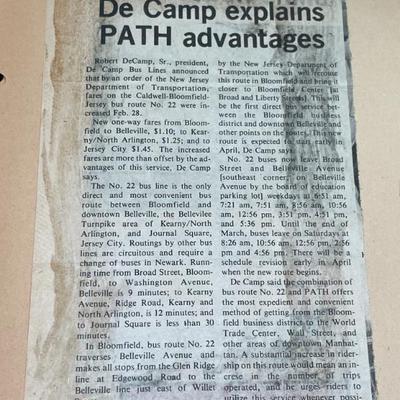 De Camp explains
PATH advantages
Robert DeCamp, Sr., president,
De Camp Bus Lines announced
that by an order of the New Jersey
Department of Transportation,
fares on the Caldwell-Bloomfield-
Jersey bus route No. 22 were in-
creased Feb. 28.
New one-way fares from Bloom-
field to Belleville, $1.10; to Kear-
ny/North Arlington, $1.25; and to
Jersey City $1.45. The increased
fares are more than offset by the ad-
vantages of this service, De Camp
says.
The No. 22 bus line is the only
direct and most convenient bus
route between Bloomfield and
downtown Belleville, the Bellevilee
Turnpike area of Kearny/North
Arlington, and Journal Square,
Jersey City. Routings by other bus
lines are circuitous and require a
change of buses in Newark. Run-
ning time from Broad Street, Bloom-
field, to Washington Avenue,
Belleville is 9 minutes; to Kearny
Avenue, Ridge Road, Kearny and
North Arlington, is 12 minutes; and
to Journal Square is less than 30
minutes.
In Bloomfield, bus route No. 22
traverses Belleville Avenue and
makes all stops from the Glen Ridge
line at Edgewood Road to the
Belleville line just east of Willet
by the New Jersey Department of
Transportation which will reroute
this route in Bloomfield and bring it
closer to Bloomfield Center (at
Broad and Liberty Streets). This will
be the first direct bus service bet-
ween the Bloomfield business
district and downtown Belleville and
other points on the routes. This new
route is expected to start early in
April, De Camp says.
No. 22 buses now leave Broad
Street and Belleville Avenue
[southeast corner on Belleville
Avenue by the board of education
parking lot] weekdays at 6:51 am,
7:21 am, 7:51 am, 8:56 am, 10:56
am, 12:56 pm, 3:51 pm, 4:51 pm,
and 5:36 pm. Until the end of
March, buses leave on Saturdays at
8:26 am, 10:56 am, 12:56 pm, 2:56
pm and 4:56 pm. There will be a
schedule revision early in April
when the new route begins.
De Camp said the combination of
bus route No. 22 and PATH offers
the most expedient and convenient
method of getting from the Bloom-
field business district to the World
Trade Center, Wall Street, and
other areas of downtown Manhat-
tan. A substantial increase in rider-
ship on this route would mean an in-
crease in the number of trips
operated, and he urges riders to
utilize this service whenever possi-